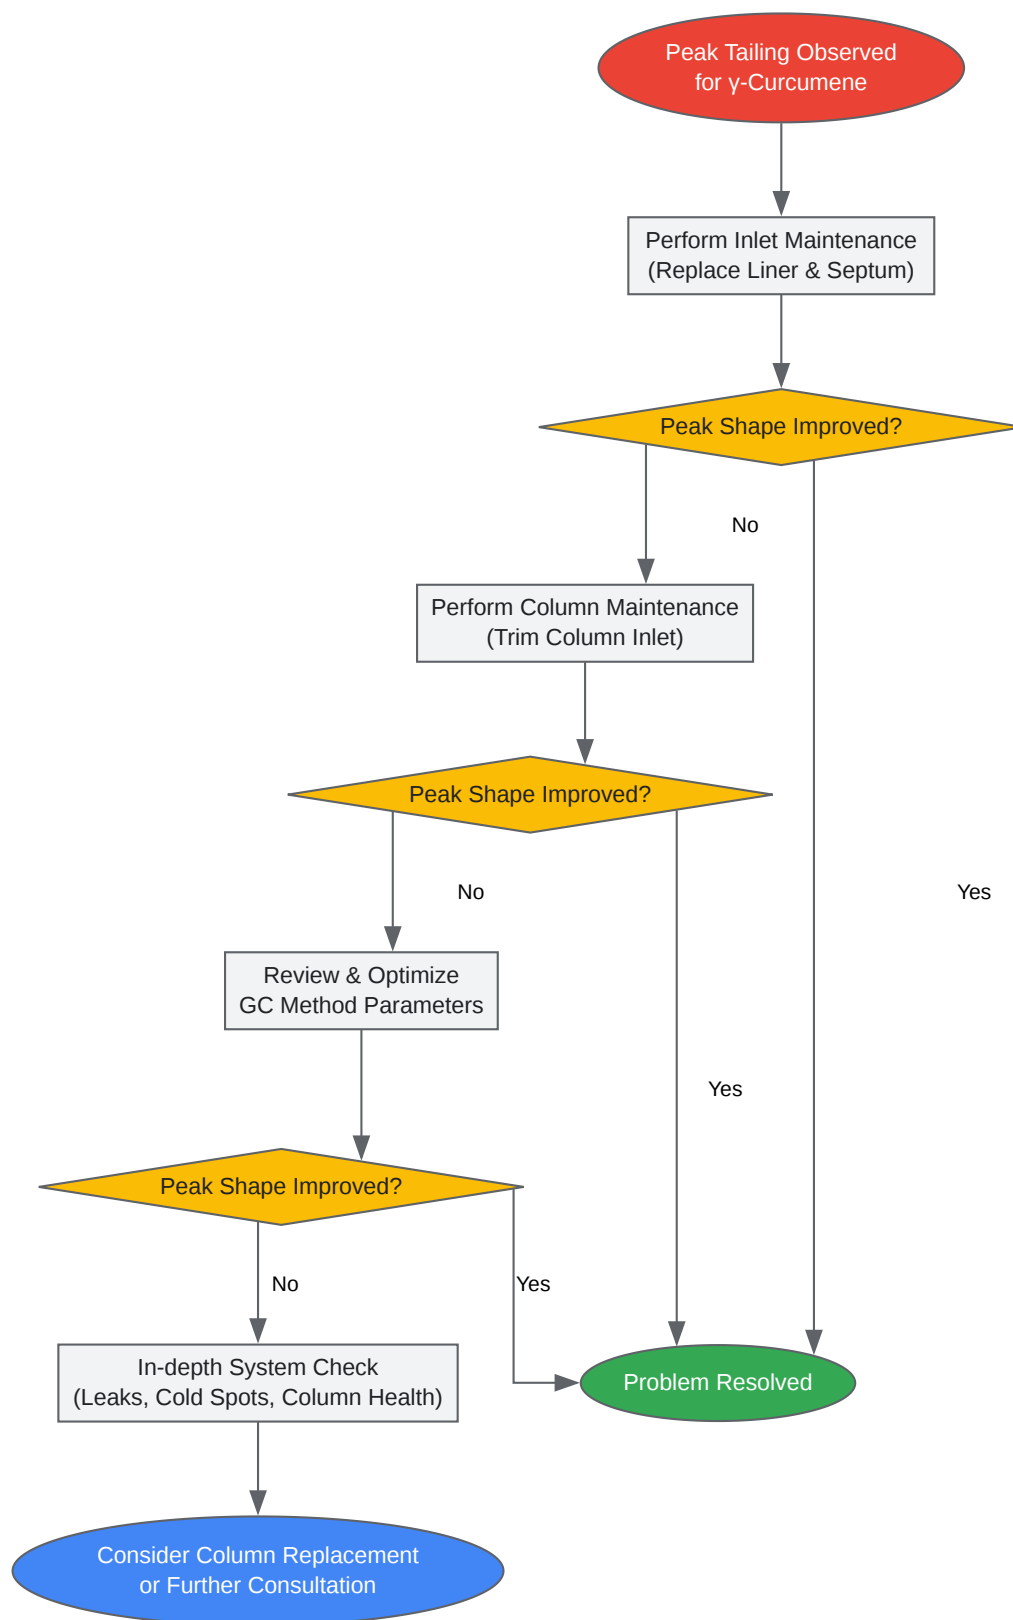 Peak Tailing Observed
for γ-Curcumene
Perform Inlet Maintenance
(Replace Liner & Septum)
Peak Shape Improved?
No
Perform Column Maintenance
(Trim Column Inlet)
Peak Shape Improved?
No
Yes
Review & Optimize
GC Method Parameters
Yes
Peak Shape Improved?
No
Yes
In-depth System Check
(Leaks, Cold Spots, Column Health)
Problem Resolved
Consider Column Replacement
or Further Consultation